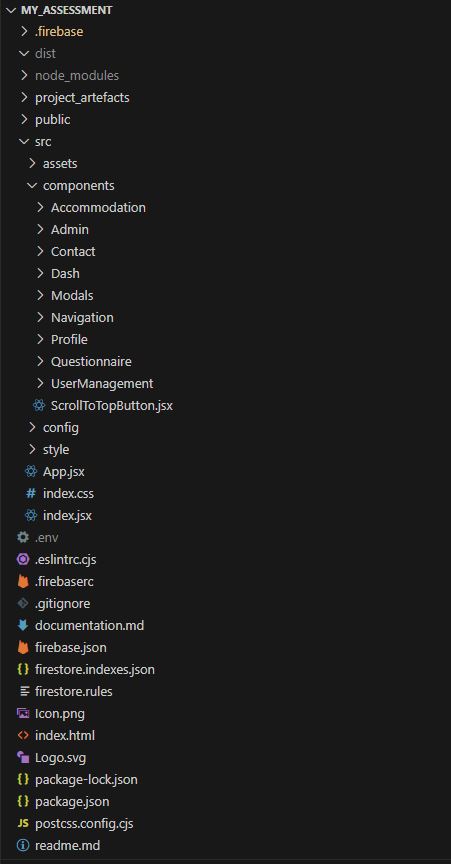 MY_ASSESSMENT
.firebase
dist
node_modules
project_artefacts
public
src
assets
components
Accommodation
Admin
Contact
Dash
Modals
Navigation
Profile
Questionnaire
UserManagement
ScrollToTopButton.jsx
config
style
App.jsx
# index.css
index.jsx
.env
.eslintrc.cjs
.firebaserc
.gitignore
documentation.md
firebase.json
{} firestore.indexes.json
firestore.rules
Icon.png
<> index.html
Logo.svg
{} package-lock.json
{} package.json
JS postcss.config.cjs
readme.md